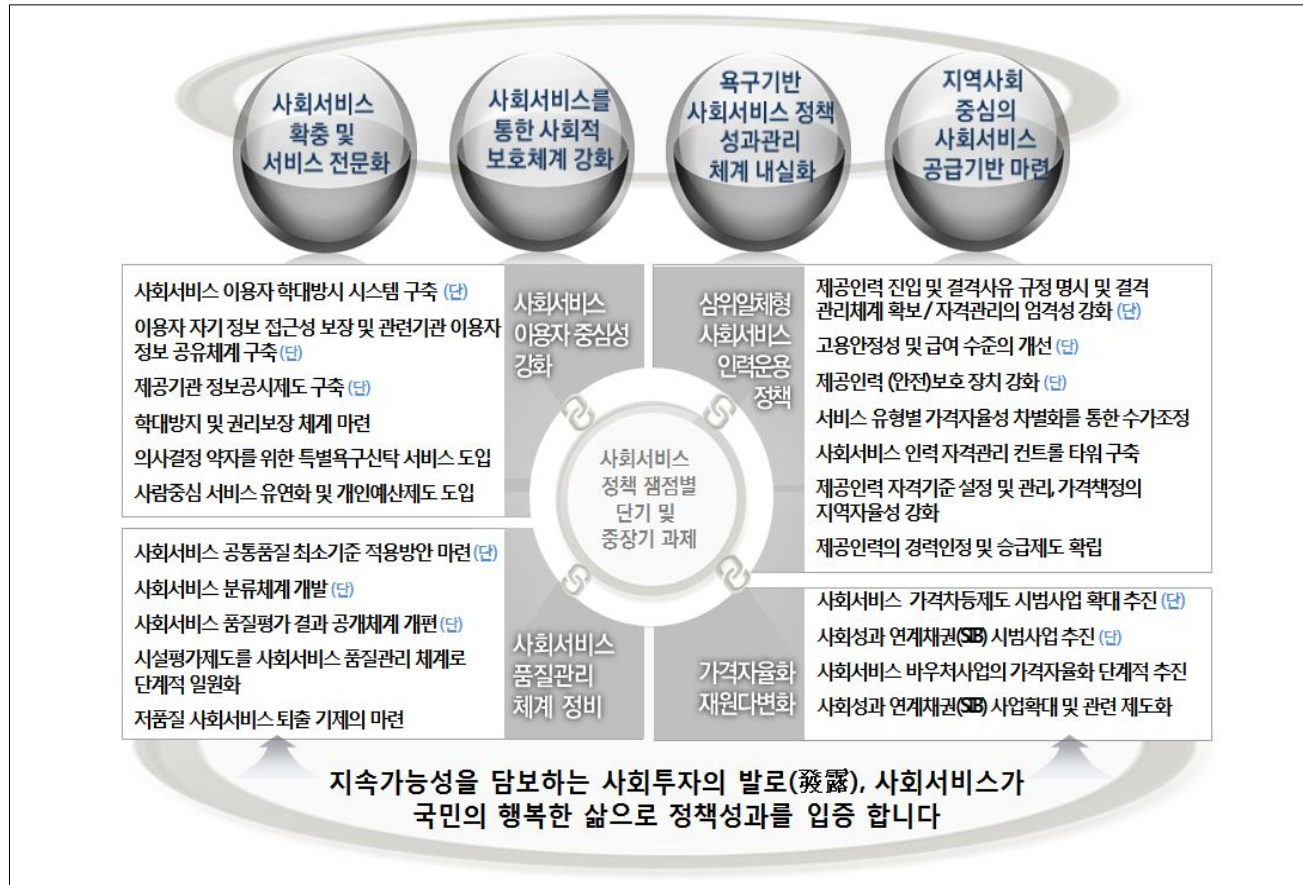 사회서비스
확충 및
서비스 전문화
사회서비스를
통한 사회적
보호체계 강화
욕구기반
사회서비스 정책
성과관리
체계 내실화
지역사회
중심의
사회서비스
공급기반 마련
사회서비스 이용자 학대방시 시스템 구축 (단)
이용자 자기 정보 접근성 보장 및 관련기관 이용자
정보 공유체계 구축 (단)
제공기관 정보공시제도 구축 (단)
학대방지 및 권리보장 체계 마련
의사결정 약자를 위한 특별욕구신탁 서비스 도입
사람중심 서비스 유연화 및 개인예산제도 도입
사회서비스
이용자 중심성
강화
삼위일체형
사회서비스
인력운용
정책
제공인력 진입 및 결격사유 규정 명시 및 결격
관리체계 확보 / 자격관리의 엄격성 강화 (단)
고용안정성 및 급여 수준의 개선 (단)
제공인력 (안전)보호 장치 강화 (단)
서비스 유형별 가격자율성 차별화를 통한 수가조정
사회서비스 인력 자격관리 컨트롤 타워 구축
제공인력 자격기준 설정 및 관리, 가격책정의
지역자율성 강화
제공인력의 경력인정 및 승급제도 확립
사회서비스
정책 잼점별
단기 및
중장기 과제
사회서비스 공통품질 최소기준 적용방안 마련 (단)
사회서비스 분류체계 개발 (단)
사회서비스 품질평가 결과 공개체계 개편 (단)
시설평가제도를 사회서비스 품질관리 체계로
단계적 일원화
저품질 사회서비스 퇴출 기제의 마련
사회서비스
품질관리
체계 정비
가격자율화
재원다변화
사회서비스 가격차등제도 시범사업 확대 추진 (단)
사회성과 연계채권(SIB) 시범사업 추진 (단)
사회서비스 바우처사업의 가격자율화 단계적 추진
사회성과 연계채권(SIB) 사업확대 및 관련 제도화
지속가능성을 담보하는 사회투자의 발로(發露), 사회서비스가
국민의 행복한 삶으로 정책성과를 입증 합니다